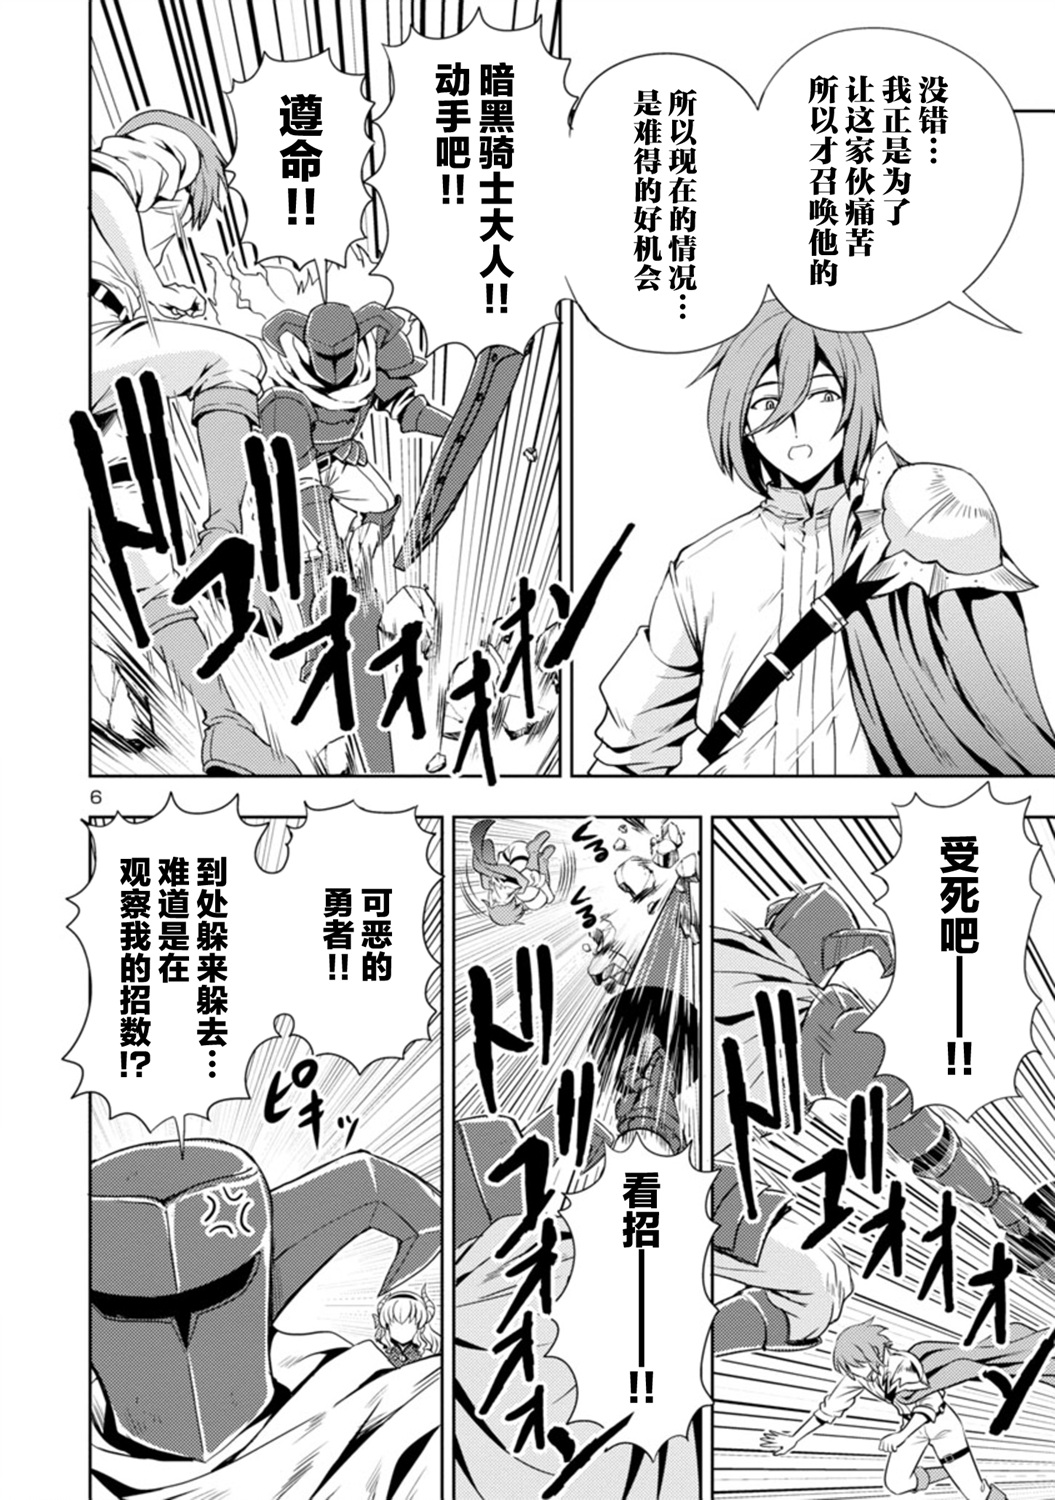 没错…
我正是为了
让这家伙痛苦
所以才召唤他的
所以现在的情况…
是难得的好机会
暗黑骑士大人!!
动手吧!!
遵命!!
ドゴオオオン
6
受死吧——!!
ドゴオオオン
くるくる
看招——!!
ドゴオオオン
可恶的
勇者!!
到处躲来躲去…
难道是在
观察我的招数!?
ピキッ